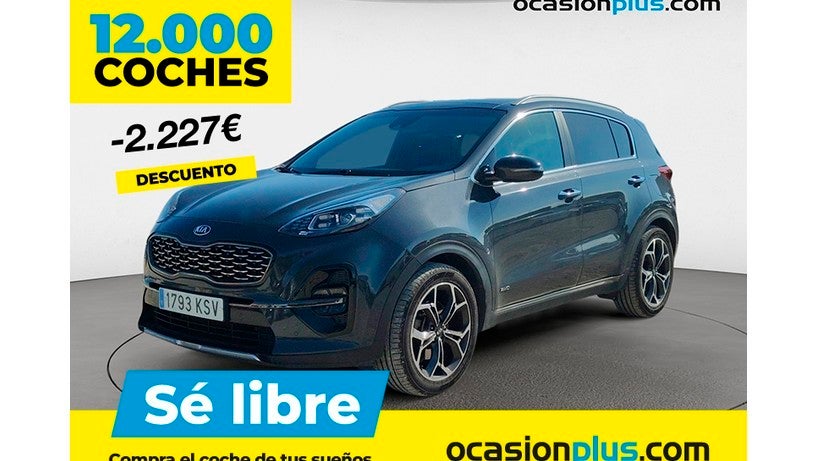 ocasionplus.com
12.000
COCHES
-2.227€
DESCUENTO
KIA
1793 KSV
Sé libre
Compra el coche de tus sueños
ocasionplus.com